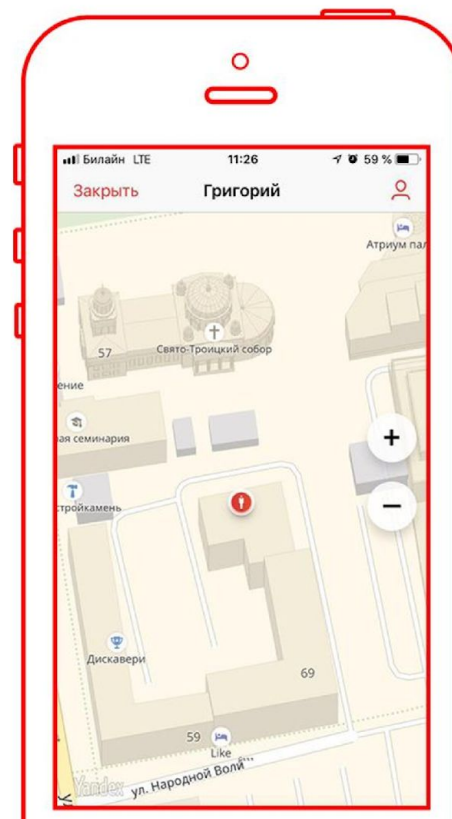 Билайн LTE 11:26 59 %
Закрыть Григорий
Атриум пал
57
Свято-Троицкий собор
ение
ая семинария
+
−
стройкамень
Дискавери
69
59
Like
ул. Народной Воли
Yandex